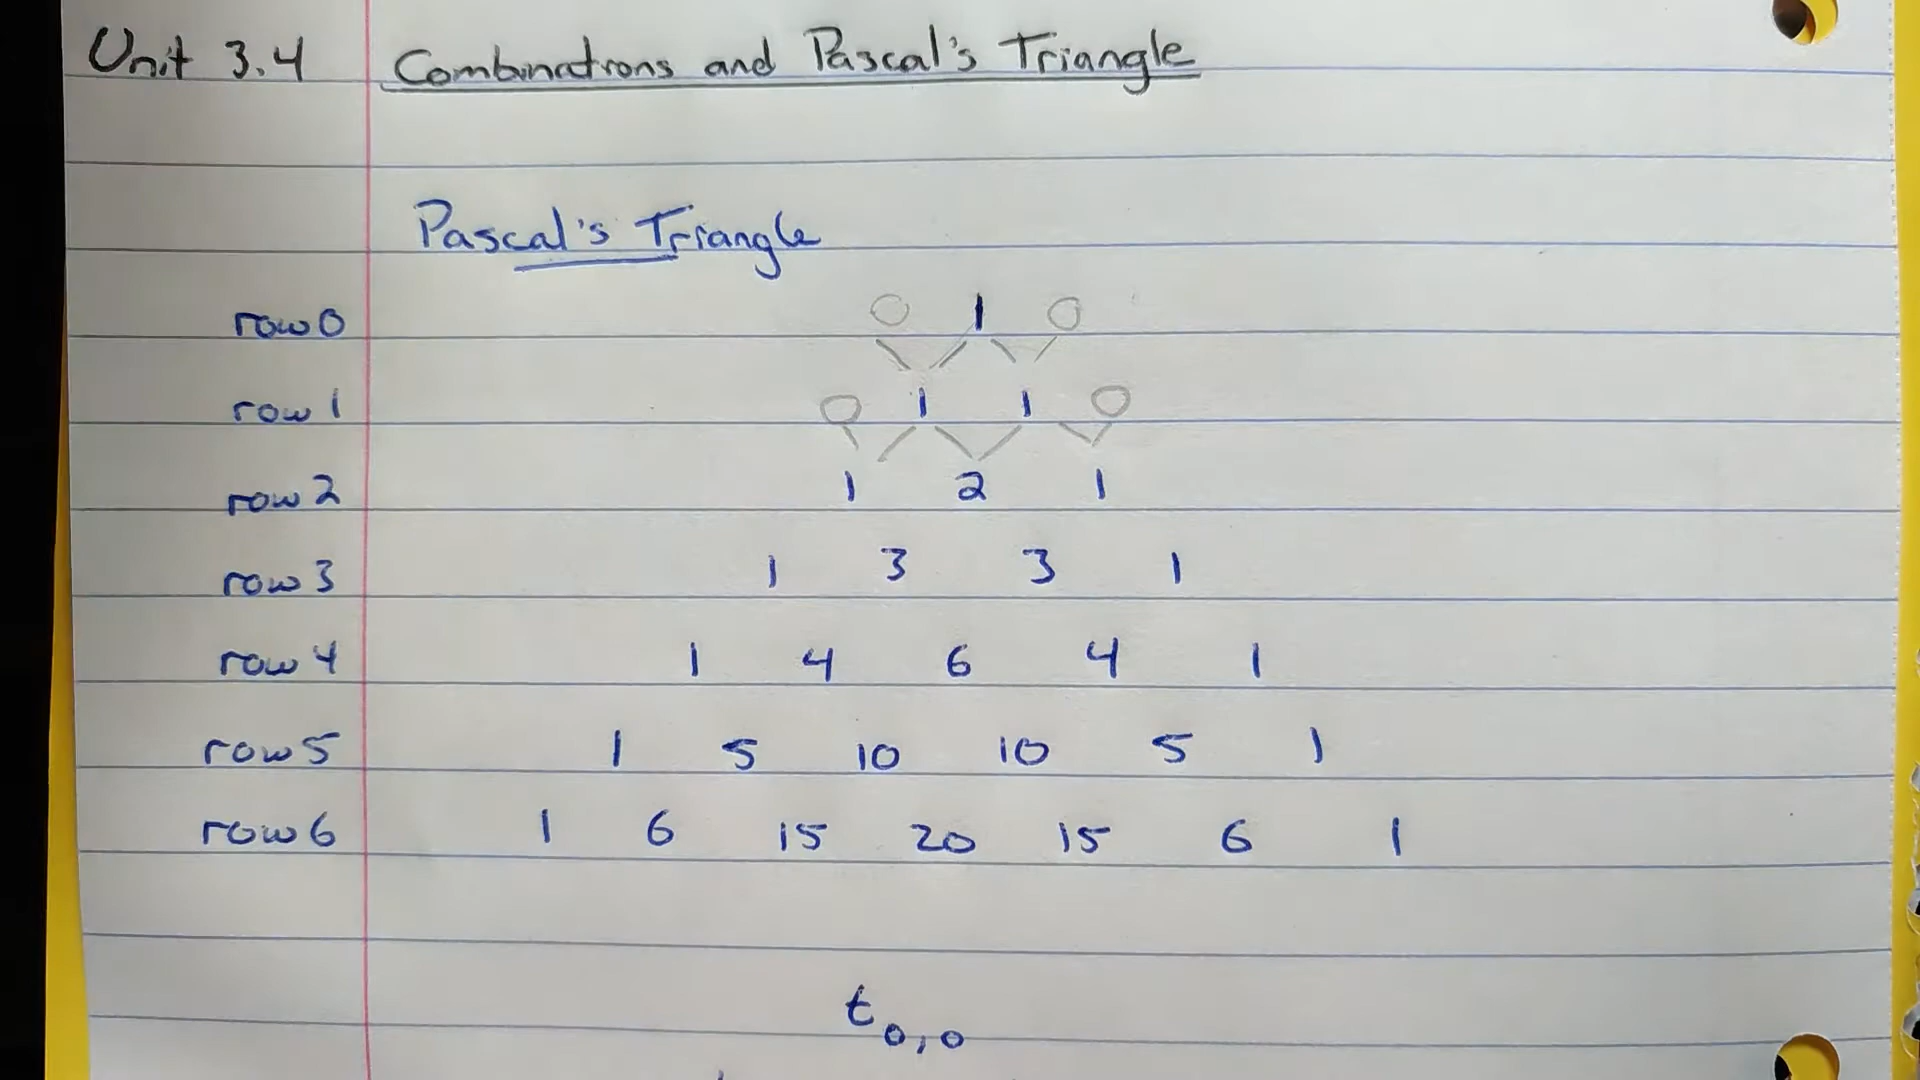 Unit 3.4 Combinations and Pascal's Triangle
Pascal's Triangle
row 0 0 1 0
row 1 0 1 1 0
row 2 1 2 1
row 3 1 3 3 1
row 4 1 4 6 4 1
row 5 1 5 10 10 5 1
row 6 1 6 15 20 15 6 1
t0,0